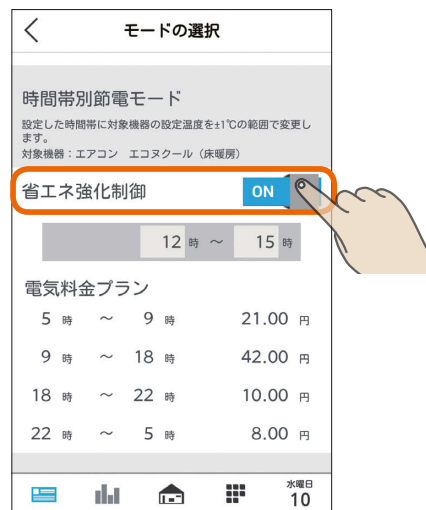 モードの選択
時間帯別節電モード
設定した時間帯に対象機器の設定温度を±1℃の範囲で変更し
ます。
対象機器：エアコン　エコヌクール（床暖房）
省エネ強化制御 ON
12 時 ～ 15 時
電気料金プラン
5 時 ～ 9 時 21.00 円
9 時 ～ 18 時 42.00 円
18 時 ～ 22 時 10.00 円
22 時 ～ 5 時 8.00 円
水曜日
10